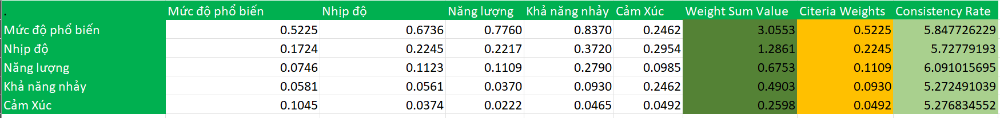 . Mức độ phổ biến Nhịp độ Năng lượng Khả năng nhảy Cảm Xúc Weight Sum Value Citeria Weights Consistency Rate
Mức độ phổ biến 0.5225 0.6736 0.7760 0.8370 0.2462 3.0553 0.5225 5.847726229
Nhịp độ 0.1724 0.2245 0.2217 0.3720 0.2954 1.2861 0.2245 5.72779193
Năng lượng 0.0746 0.1123 0.1109 0.2790 0.0985 0.6753 0.1109 6.091015695
Khả năng nhảy 0.0581 0.0561 0.0370 0.0930 0.2462 0.4903 0.0930 5.272491039
Cảm Xúc 0.1045 0.0374 0.0222 0.0465 0.0492 0.2598 0.0492 5.276834552